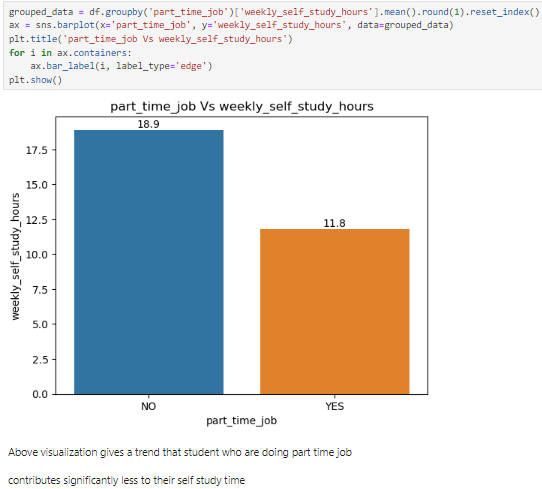 grouped_data = df.groupby('part_time_job')['weekly_self_study_hours'].mean().round(1).reset_index()
ax = sns.barplot(x='part_time_job', y='weekly_self_study_hours', data=grouped_data)
plt.title('part_time_job Vs weekly_self_study_hours')
for i in ax.containers:
    ax.bar_label(i, label_type='edge')
plt.show()
part_time_job Vs weekly_self_study_hours
18.9
17.5
15.0
12.5
11.8
10.0
7.5
5.0
2.5
0.0
weekly_self_study_hours
NO YES
part_time_job
Above visualization gives a trend that student who are doing part time job
contributes significantly less to their self study time